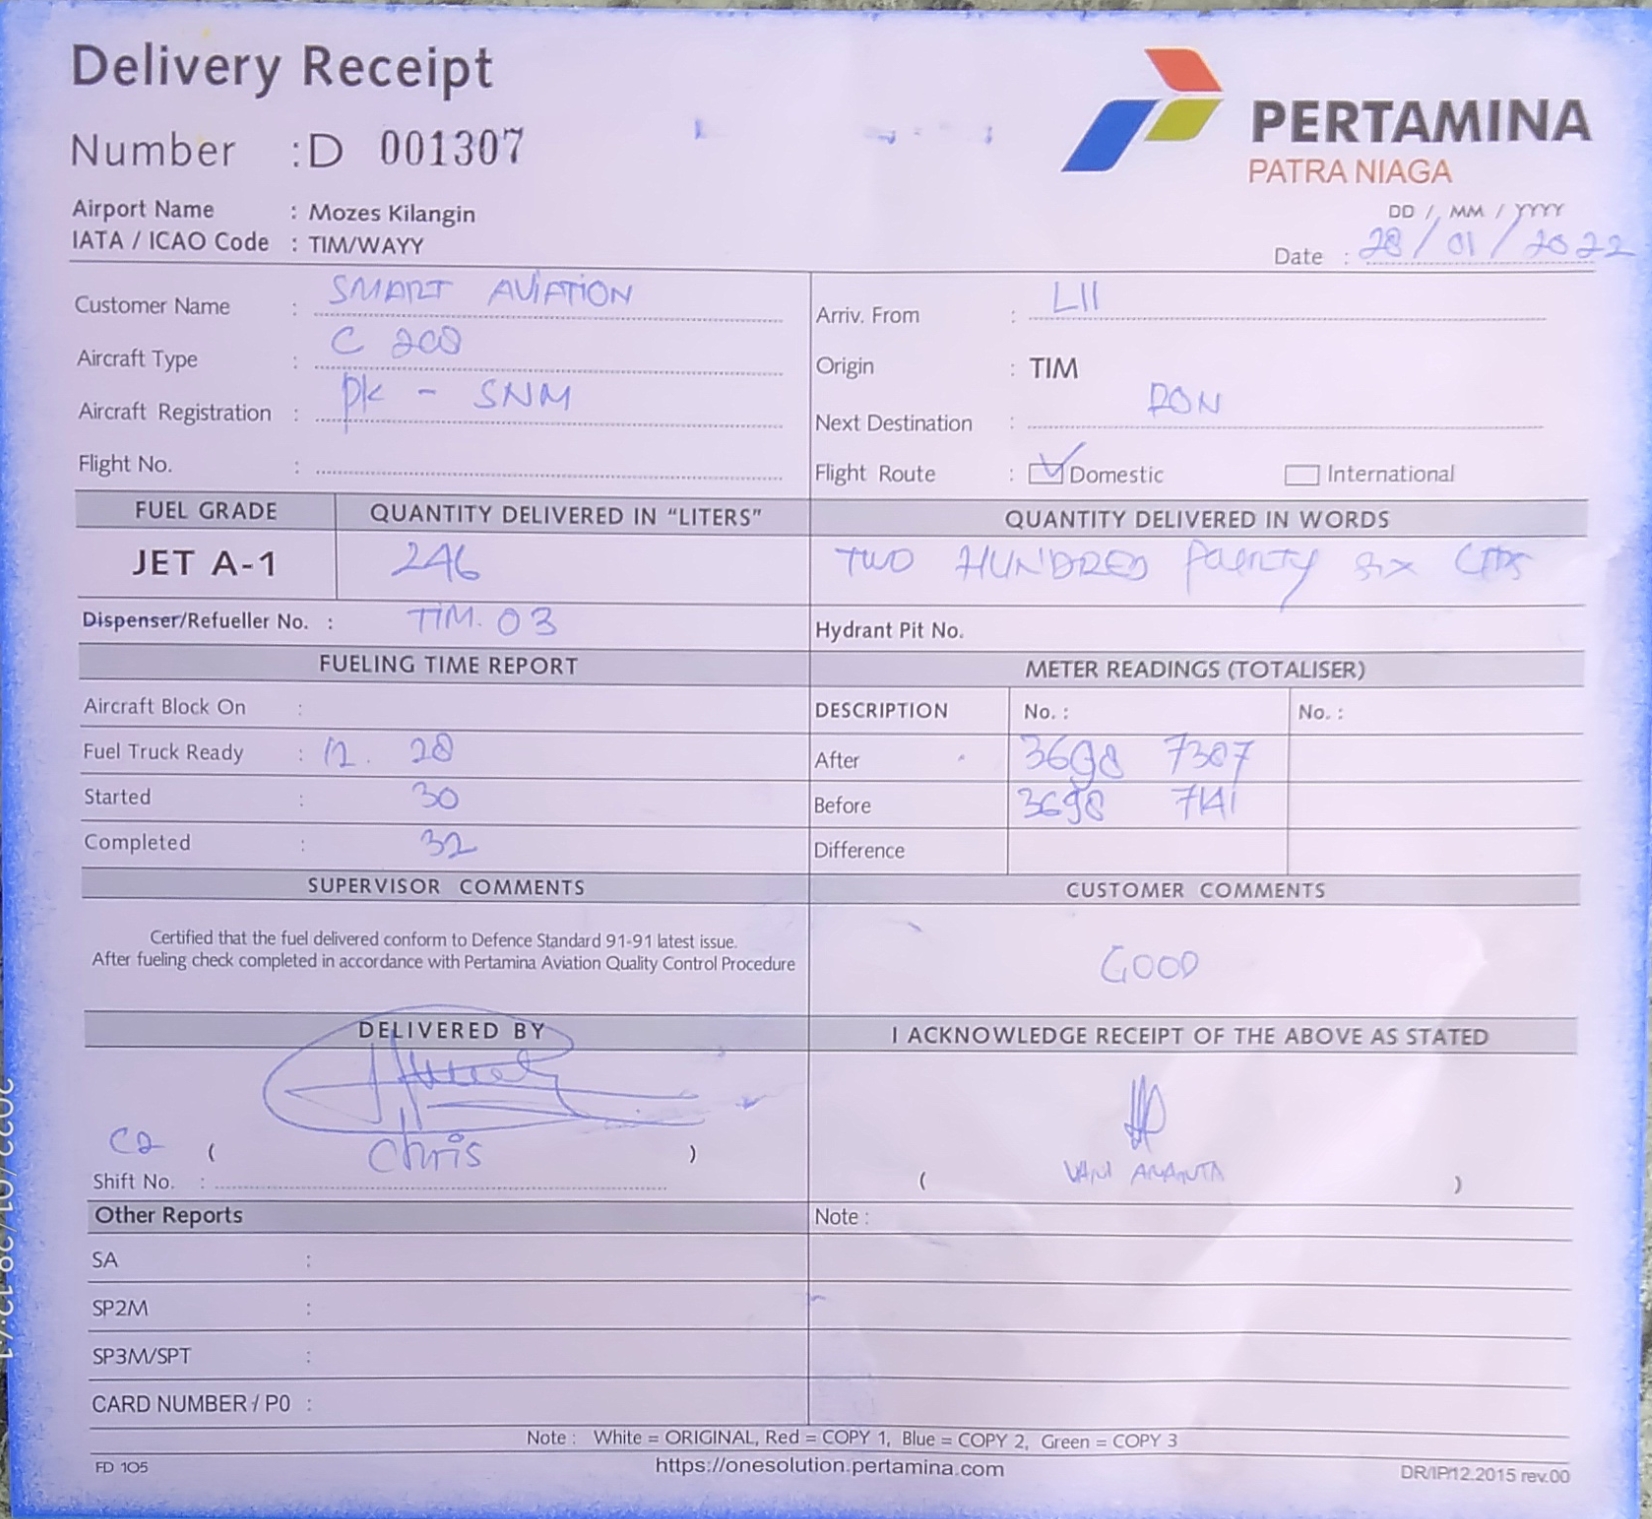 Delivery Receipt
Number : D 001307
PERTAMINA
PATRA NIAGA
Airport Name : Mozes Kilangin
IATA / ICAO Code : TIM/WAYY
DD / MM / YYYY
Date : 28 / 01 / 2022
Customer Name : SMART AVIATION
Aircraft Type : C 208
Aircraft Registration : PK - SNM
Flight No. :
Arriv. From : LII
Origin : TIM
Next Destination : RON
Flight Route : Domestic International
FUEL GRADE QUANTITY DELIVERED IN "LITERS" QUANTITY DELIVERED IN WORDS
JET A-1 246 TWO HUNDRED Fourty six LTRS
Dispenser/Refueller No. : TIM. 03 Hydrant Pit No.
FUELING TIME REPORT METER READINGS (TOTALISER)
Aircraft Block On : DESCRIPTION No. : No. :
Fuel Truck Ready : 12. 28 After 3698 7387
Started : 30 Before 3698 7141
Completed : 32 Difference
SUPERVISOR COMMENTS CUSTOMER COMMENTS
Certified that the fuel delivered conform to Defence Standard 91-91 latest issue.
After fueling check completed in accordance with Pertamina Aviation Quality Control Procedure
GOOD
DELIVERED BY I ACKNOWLEDGE RECEIPT OF THE ABOVE AS STATED
C2 ( Chris ) ( ANANTA )
Shift No. :
Other Reports Note :
SA :
SP2M :
SP3M/SPT :
CARD NUMBER / PO :
Note : White = ORIGINAL, Red = COPY 1, Blue = COPY 2, Green = COPY 3
FD 105 https://onesolution.pertamina.com DR/IP/12.2015 rev.00